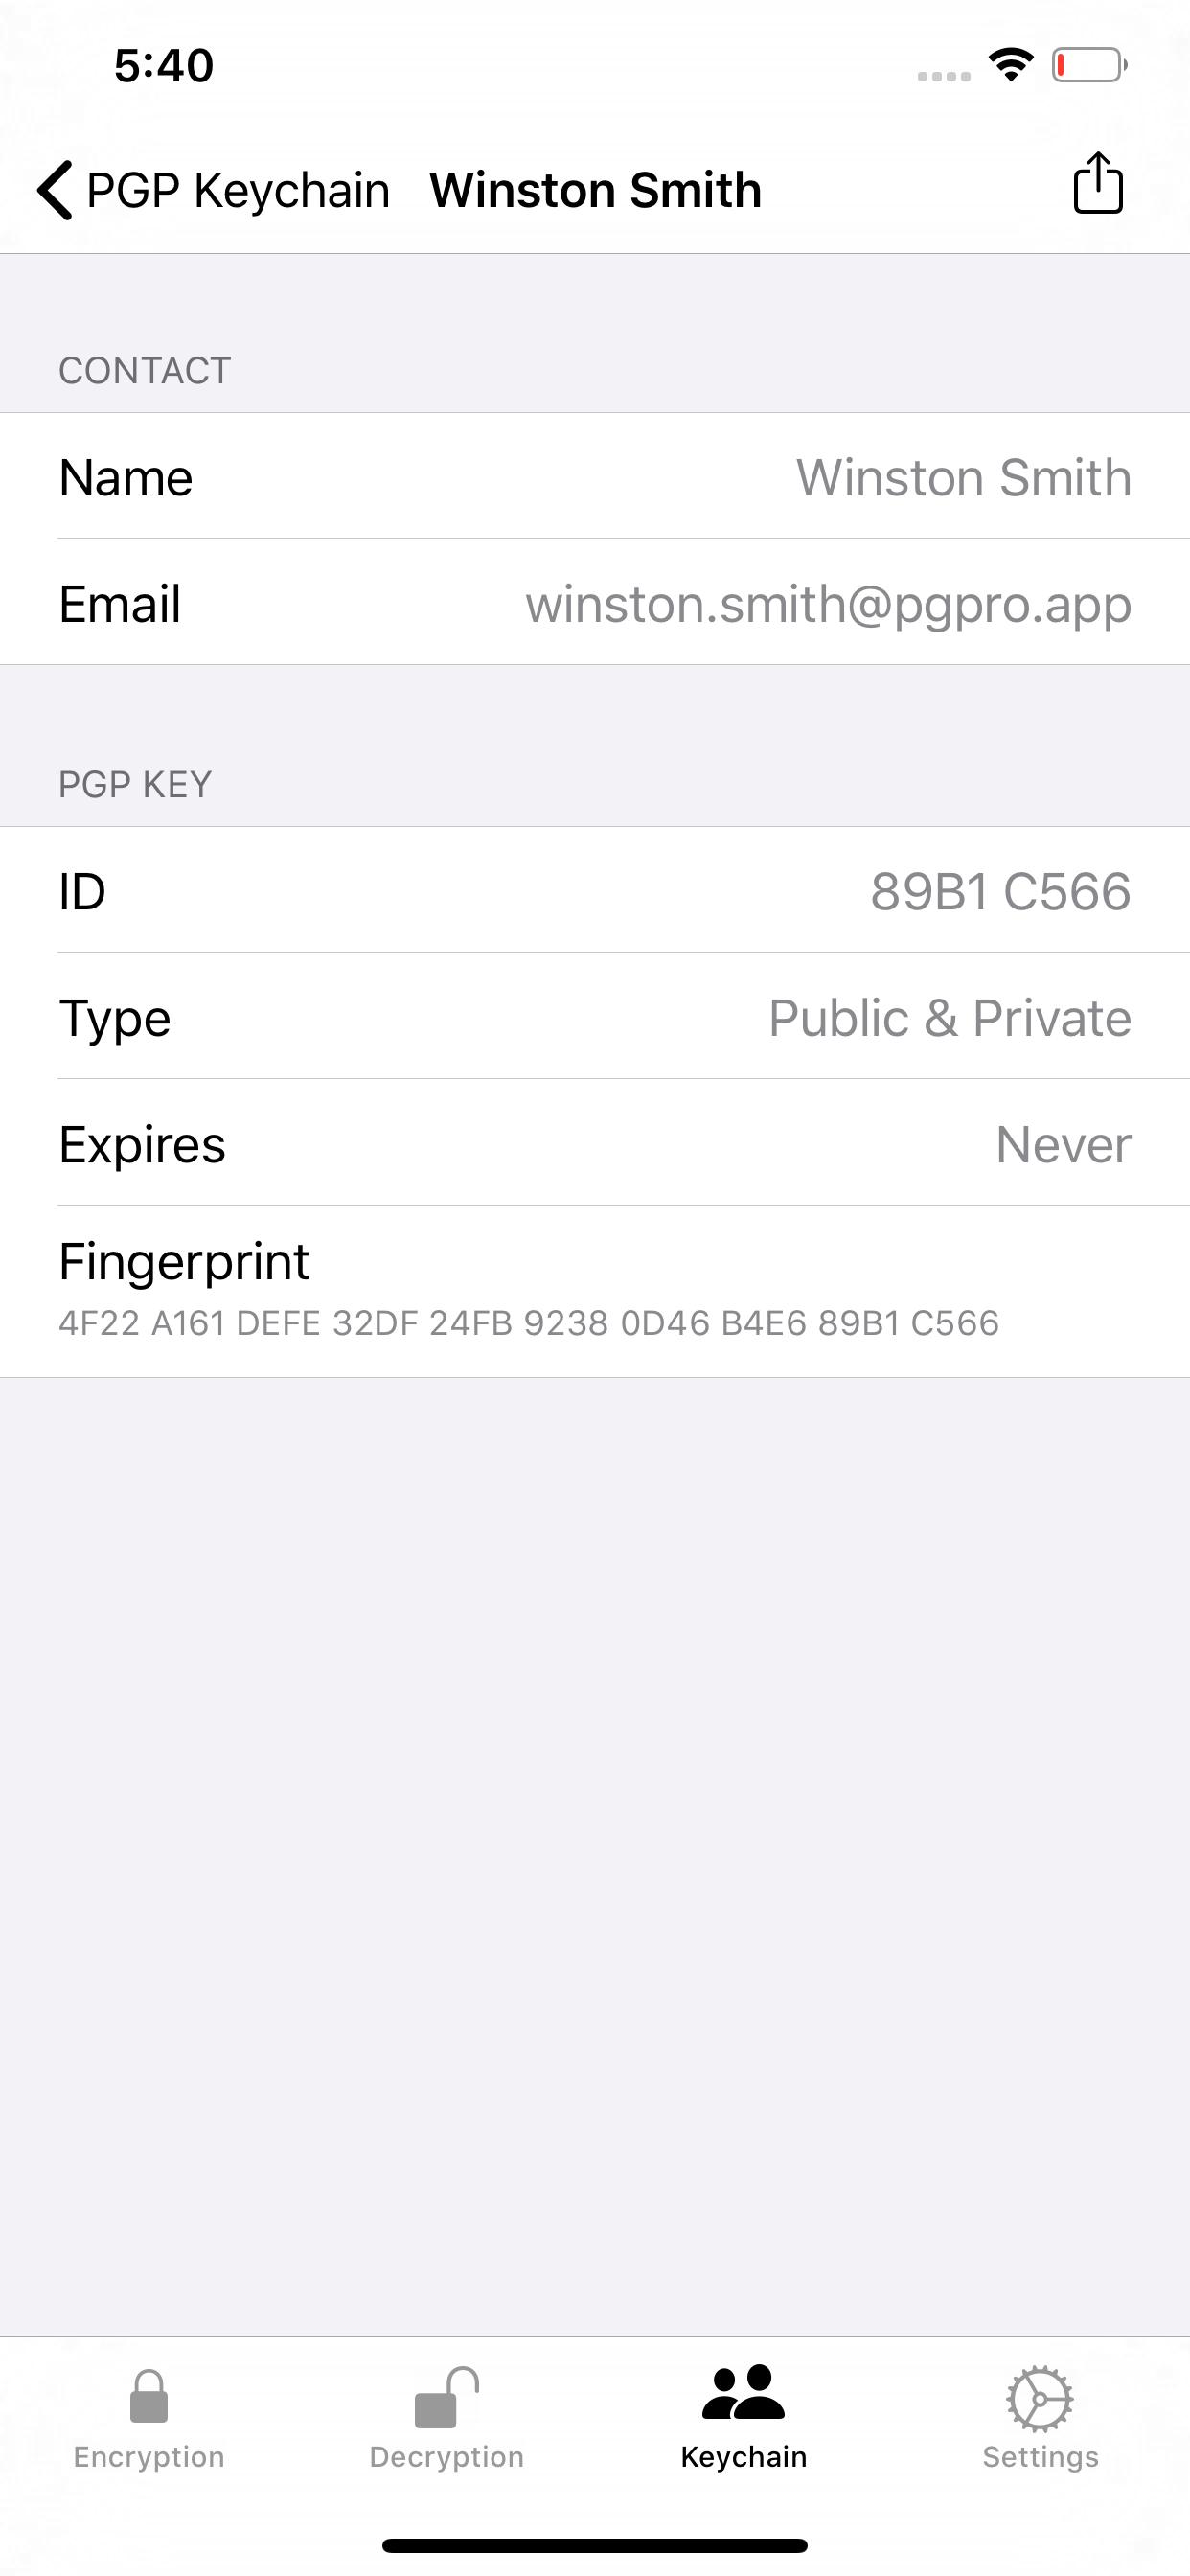 5:40
PGP Keychain Winston Smith
CONTACT
Name Winston Smith
Email winston.smith@pgpro.app
PGP KEY
ID 89B1 C566
Type Public & Private
Expires Never
Fingerprint
4F22 A161 DEFE 32DF 24FB 9238 0D46 B4E6 89B1 C566
Encryption Decryption Keychain Settings